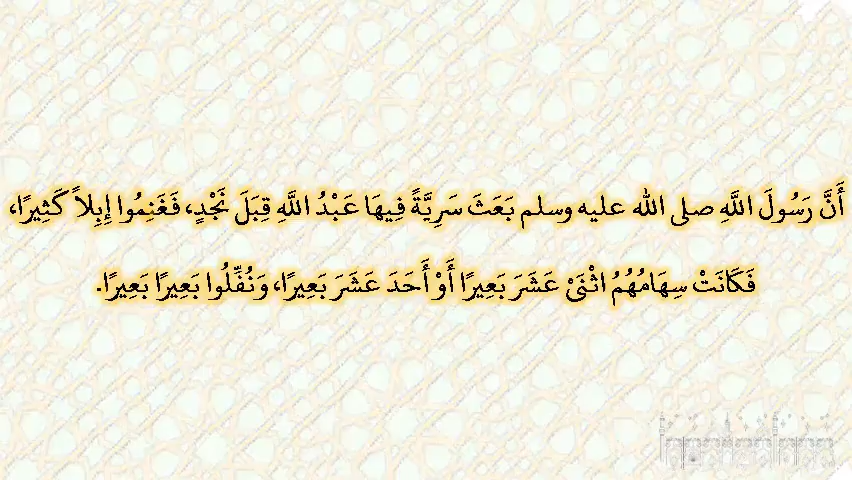 أَنَّ رَسُولَ اللَّهِ صلى الله عليه وسلم بَعَثَ سَرِيَّةً فِيهَا عَبْدُ اللَّهِ قِبَلَ نَجْدٍ، فَغَنِمُوا إِبِلاً كَثِيرًا،
فَكَانَتْ سِهَامُهُمُ اثْنَىْ عَشَرَ بَعِيرًا أَوْ أَحَدَ عَشَرَ بَعِيرًا، وَنُفِّلُوا بَعِيرًا بَعِيرًا.